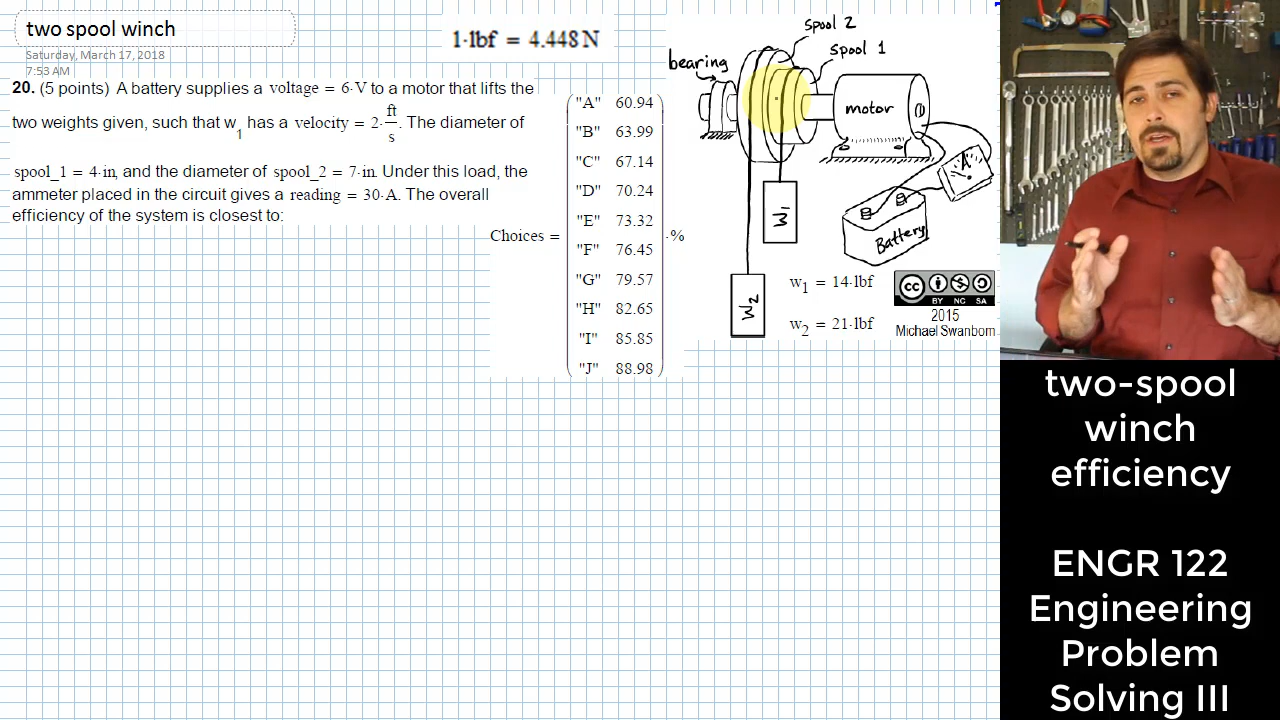 two spool winch
Saturday, March 17, 2018
7:53 AM
1·lbf = 4.448 N
20. (5 points) A battery supplies a voltage = 6·V to a motor that lifts the
two weights given, such that w1 has a velocity = 2·ft/s. The diameter of
spool_1 = 4·in, and the diameter of spool_2 = 7·in. Under this load, the
ammeter placed in the circuit gives a reading = 30·A. The overall
efficiency of the system is closest to:
Choices =
"A" 60.94
"B" 63.99
"C" 67.14
"D" 70.24
"E" 73.32
"F" 76.45
"G" 79.57
"H" 82.65
"I" 85.85
"J" 88.98
·%
spool 2
spool 1
bearing
motor
A
Battery
W1
W2
w1 = 14·lbf
w2 = 21·lbf
cc
BY NC SA
2015
Michael Swanbom
two-spool
winch
efficiency
ENGR 122
Engineering
Problem
Solving III